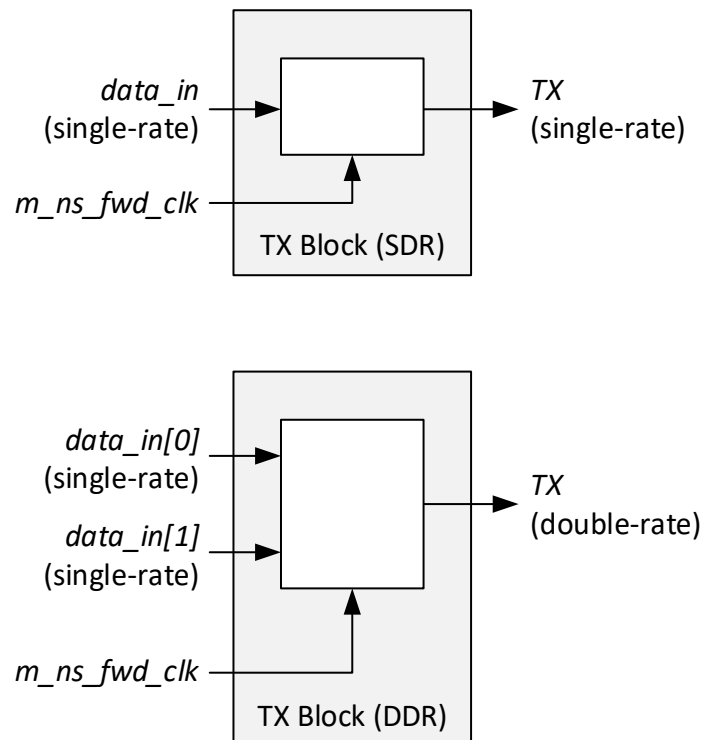 data_in
(single-rate)
TX
(single-rate)
m_ns_fwd_clk
TX Block (SDR)
data_in[0]
(single-rate)
TX
(double-rate)
data_in[1]
(single-rate)
m_ns_fwd_clk
TX Block (DDR)